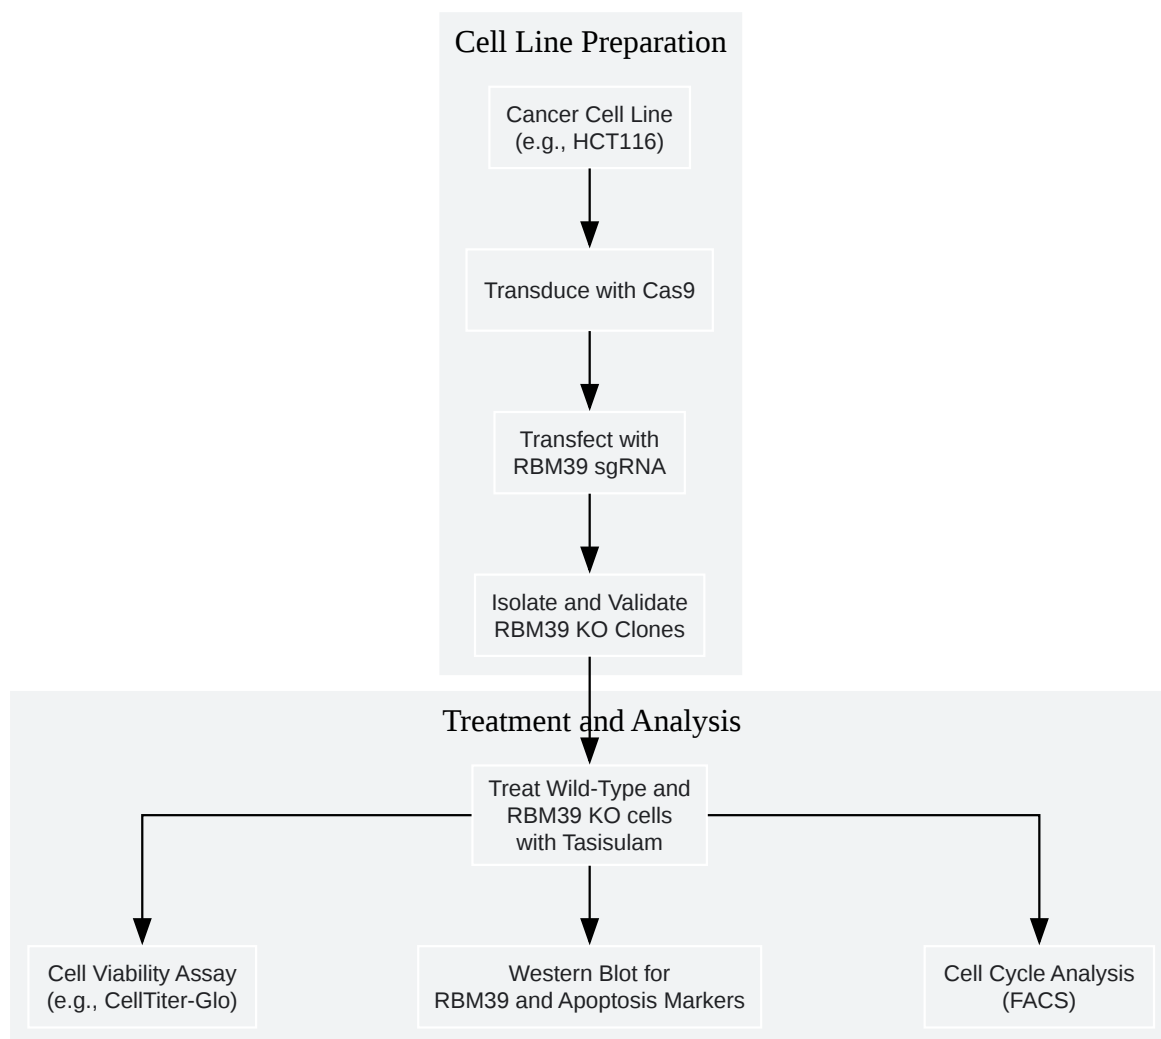 Cell Line Preparation
Cancer Cell Line
(e.g., HCT116)
Transduce with Cas9
Transfect with
RBM39 sgRNA
Isolate and Validate
RBM39 KO Clones
Treatment and Analysis
Treat Wild-Type and
RBM39 KO cells
with Tasisulam
Cell Viability Assay
(e.g., CellTiter-Glo)
Western Blot for
RBM39 and Apoptosis Markers
Cell Cycle Analysis
(FACS)